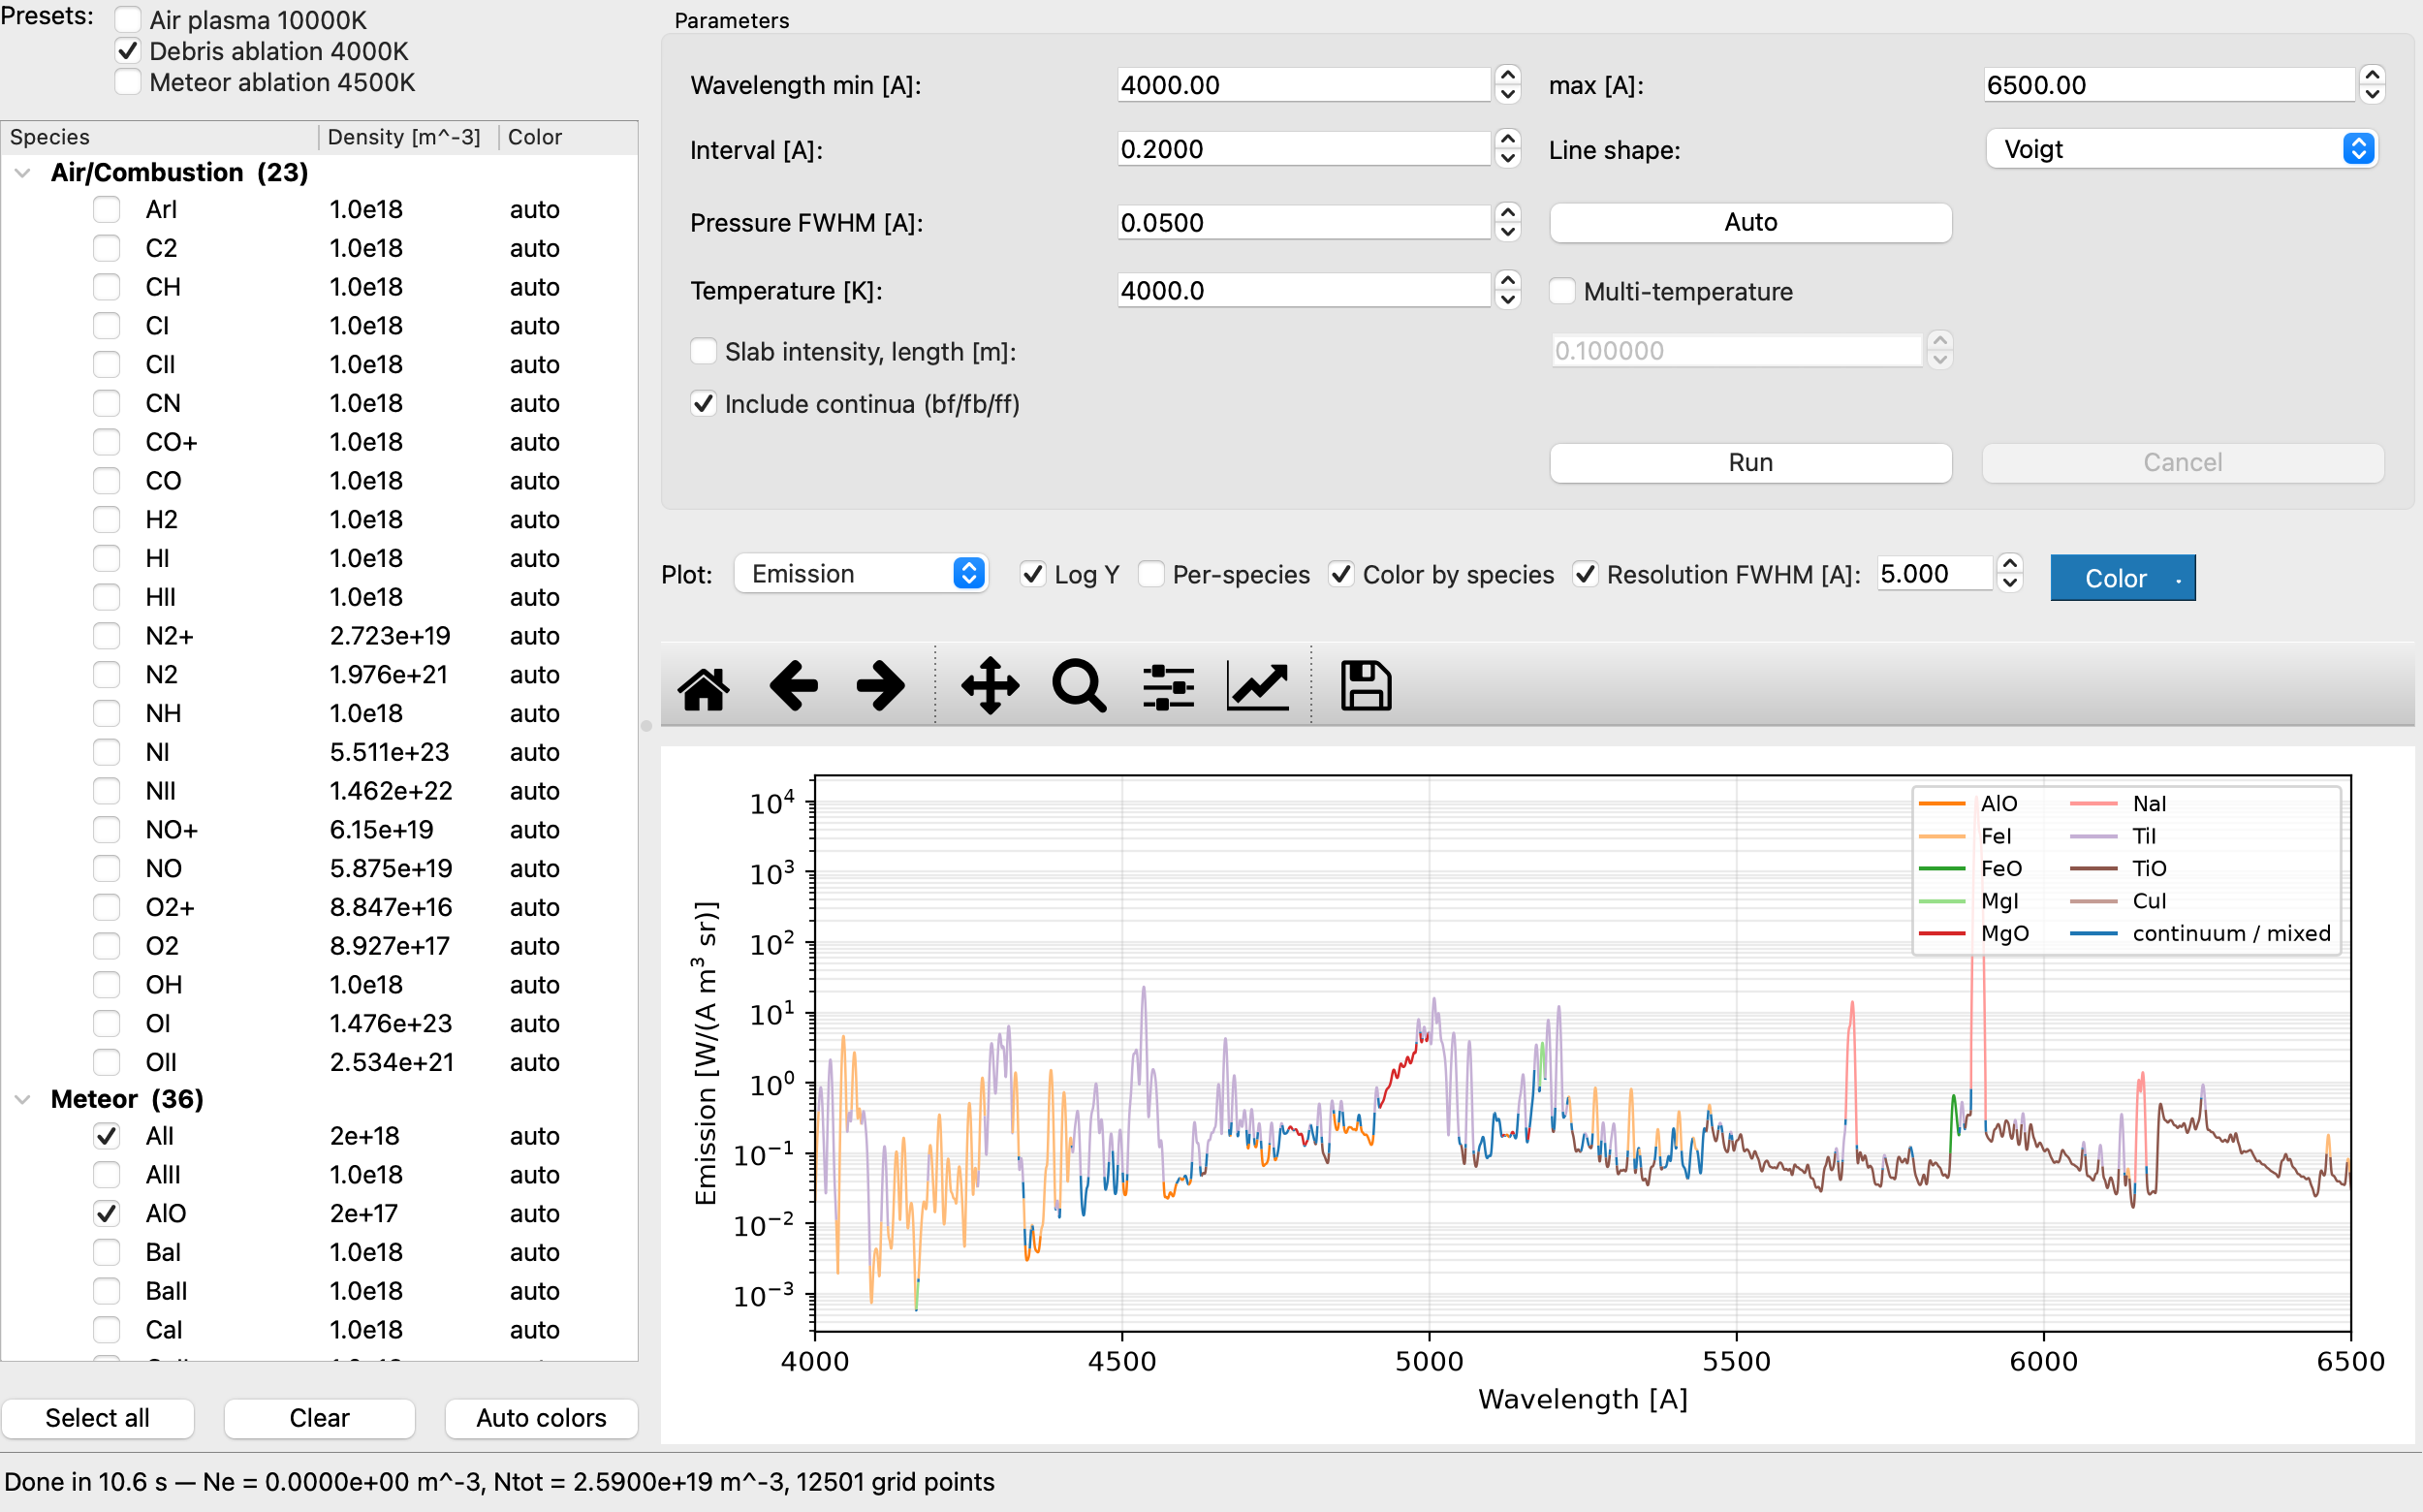 Presets:
Air plasma 10000K
Debris ablation 4000K
Meteor ablation 4500K
Species Density [m^-3] Color
Air/Combustion (23)
ArI 1.0e18 auto
C2 1.0e18 auto
CH 1.0e18 auto
CI 1.0e18 auto
CII 1.0e18 auto
CN 1.0e18 auto
CO+ 1.0e18 auto
CO 1.0e18 auto
H2 1.0e18 auto
HI 1.0e18 auto
HII 1.0e18 auto
N2+ 2.723e+19 auto
N2 1.976e+21 auto
NH 1.0e18 auto
NI 5.511e+23 auto
NII 1.462e+22 auto
NO+ 6.15e+19 auto
NO 5.875e+19 auto
O2+ 8.847e+16 auto
O2 8.927e+17 auto
OH 1.0e18 auto
OI 1.476e+23 auto
OII 2.534e+21 auto
Meteor (36)
AlI 2e+18 auto
AlII 1.0e18 auto
AlO 2e+17 auto
BaI 1.0e18 auto
BaII 1.0e18 auto
CaI 1.0e18 auto
Select all Clear Auto colors
Parameters
Wavelength min [A]: 4000.00 max [A]: 6500.00
Interval [A]: 0.2000 Line shape: Voigt
Pressure FWHM [A]: 0.0500 Auto
Temperature [K]: 4000.0 Multi-temperature
Slab intensity, length [m]: 0.100000
Include continua (bf/fb/ff)
Run Cancel
Plot: Emission Log Y Per-species Color by species Resolution FWHM [A]: 5.000 Color
Emission [W/(A m³ sr)]
10⁴
10³
10²
10¹
10⁰
10⁻¹
10⁻²
10⁻³
AlO NaI
FeI TiI
FeO TiO
MgI CuI
MgO continuum / mixed
4000 4500 5000 5500 6000 6500
Wavelength [A]
Done in 10.6 s — Ne = 0.0000e+00 m^-3, Ntot = 2.5900e+19 m^-3, 12501 grid points